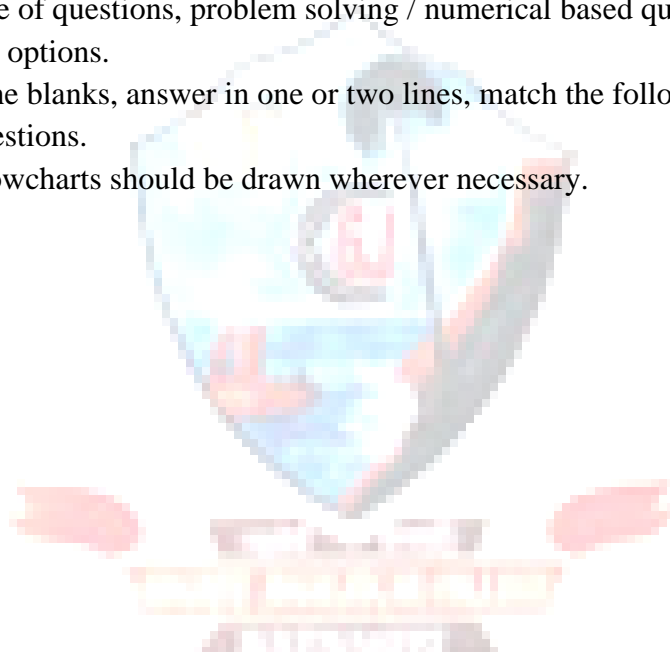 e of questions, problem solving / numerical based qu
options.
ne blanks, answer in one or two lines, match the follo
estions.
owcharts should be drawn wherever necessary.